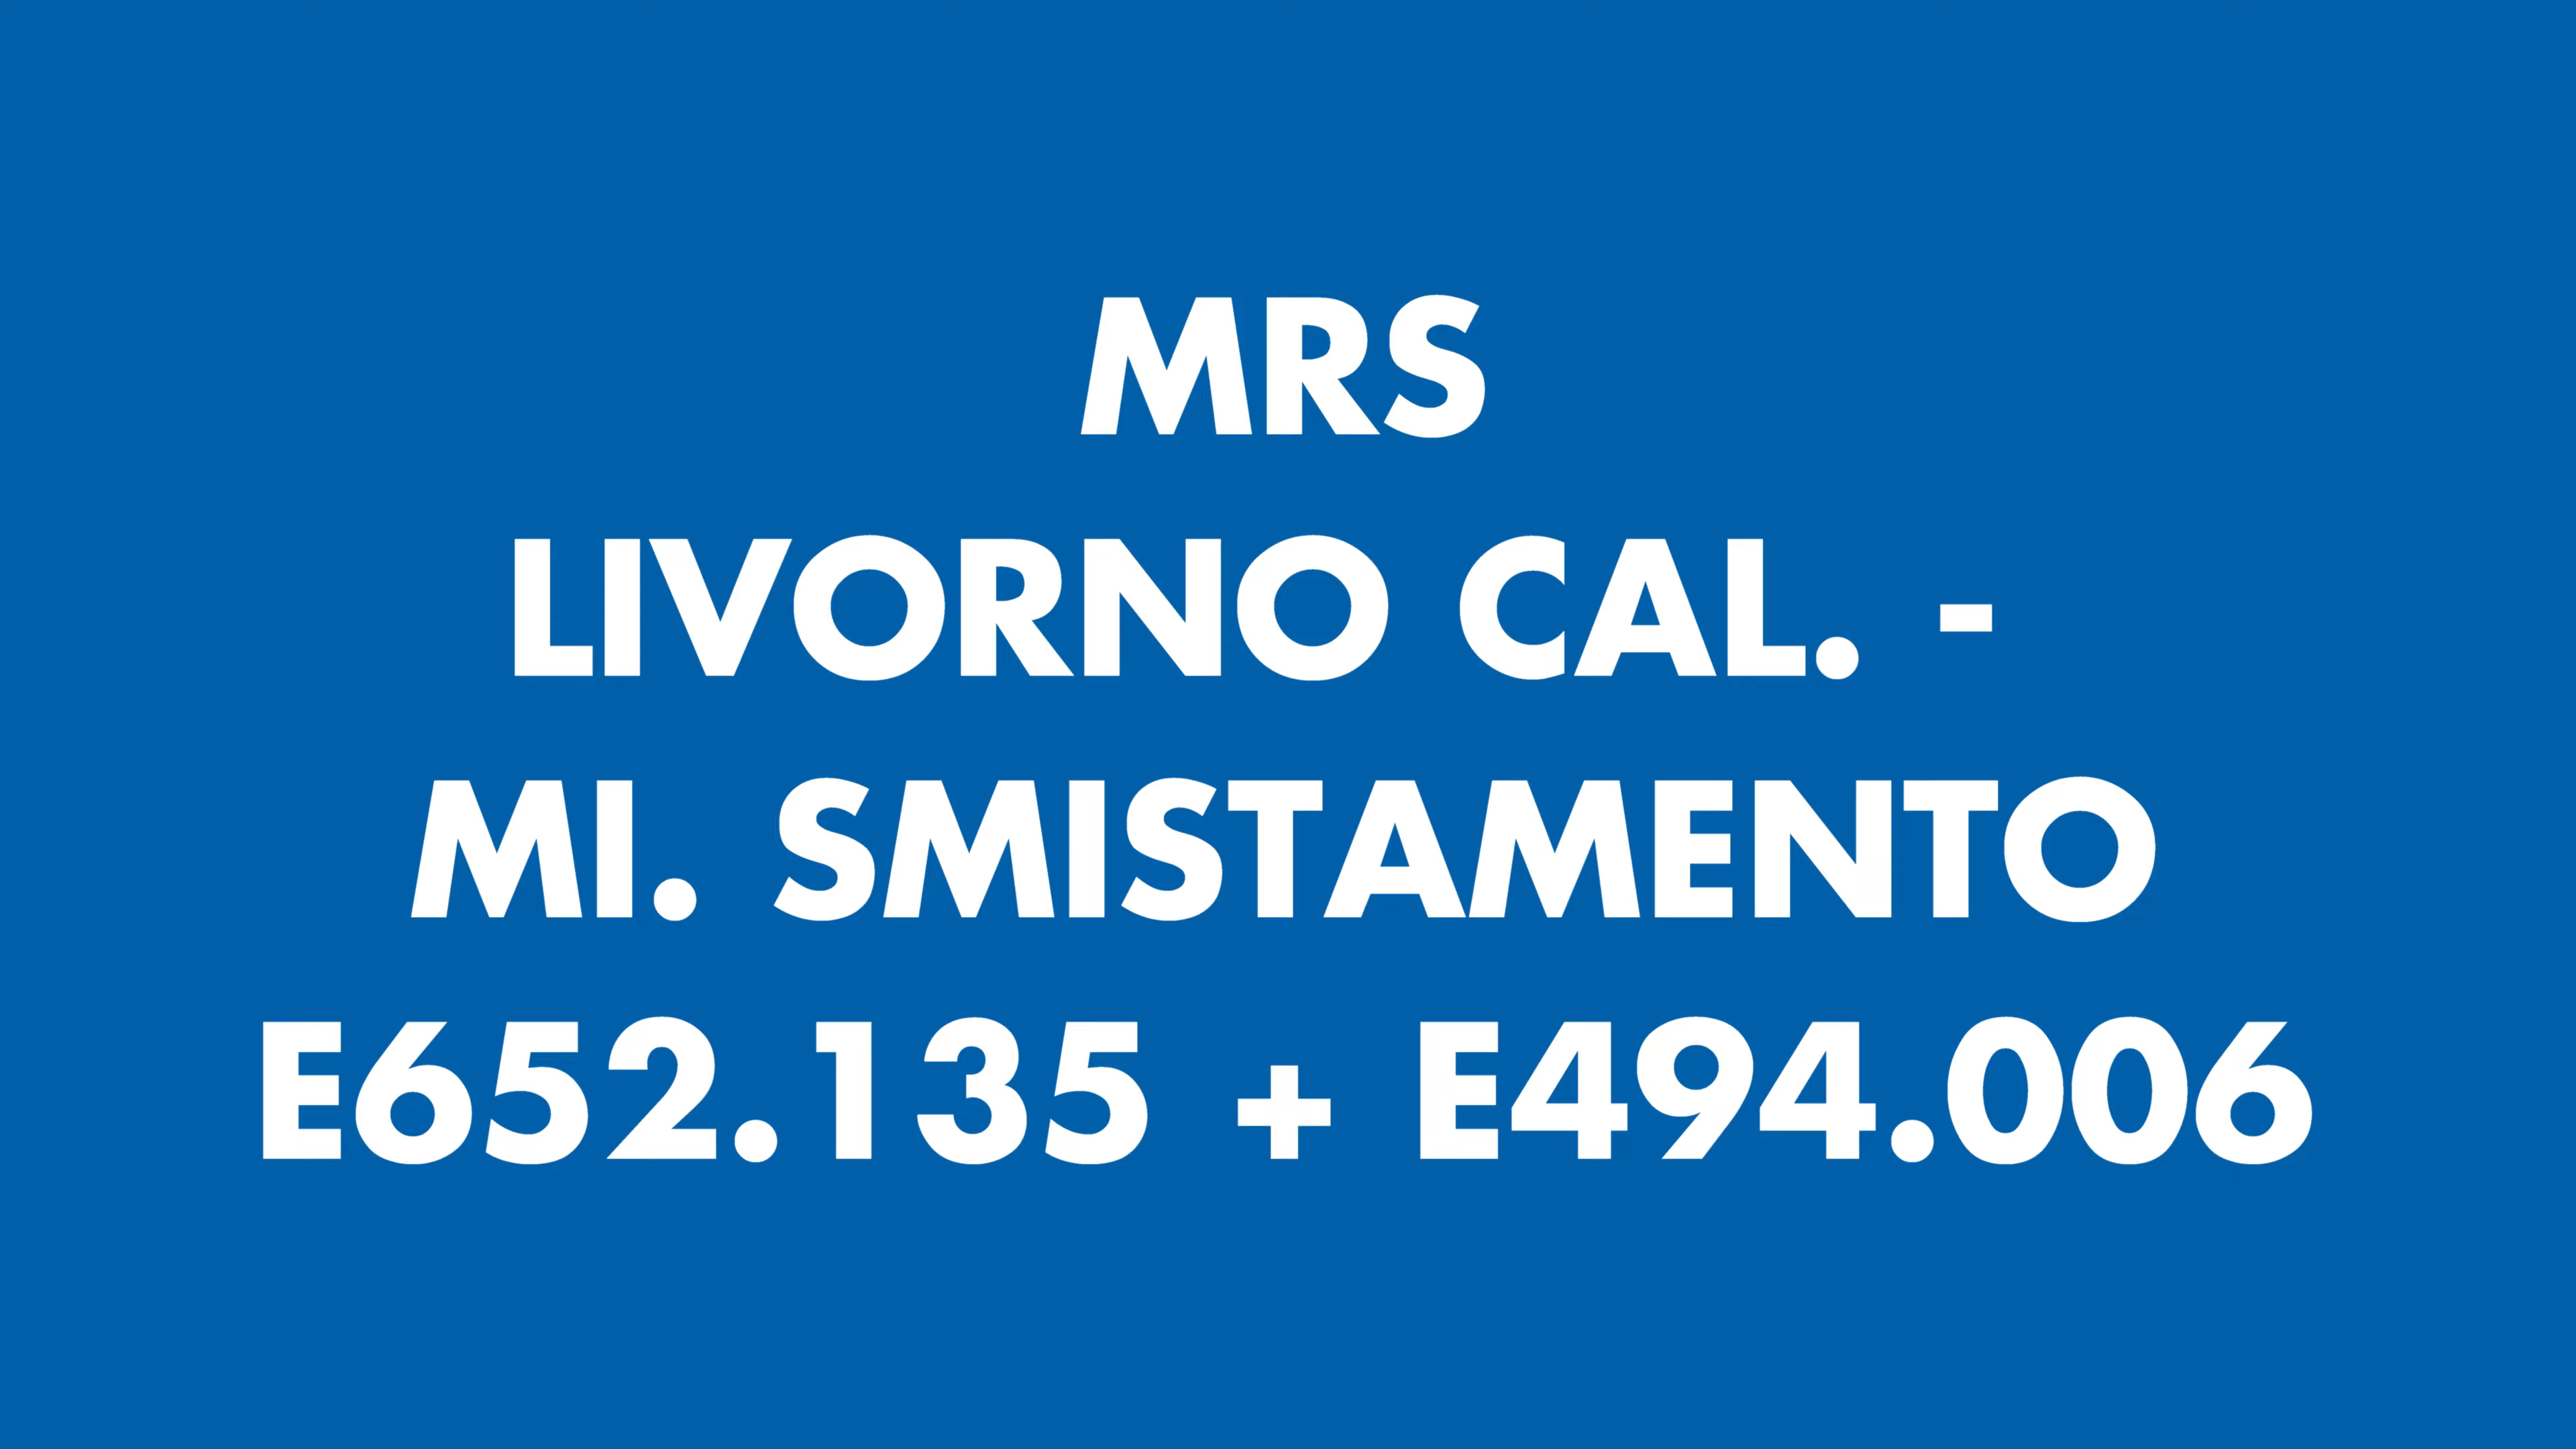 MRS
LIVORNO CAL. -
MI. SMISTAMENTO
E652.135 + E494.006